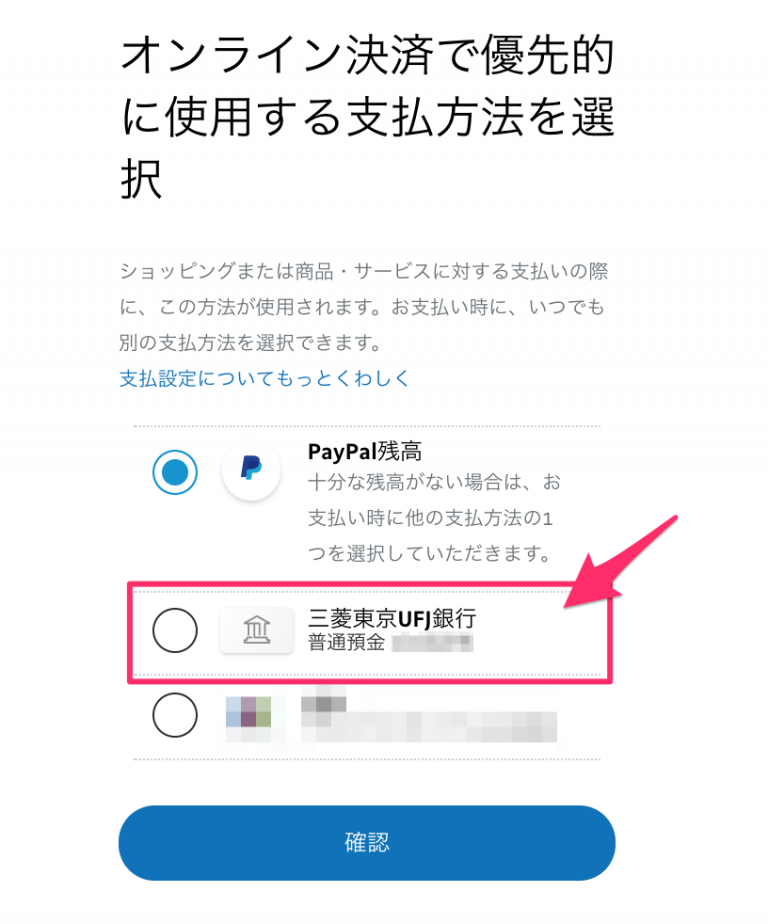 オンライン決済で優先的
に使用する支払方法を選
択
ショッピングまたは商品・サービスに対する支払いの際
に、この方法が使用されます。お支払い時に、いつでも
別の支払方法を選択できます。
支払設定についてもっとくわしく
PayPal残高
十分な残高がない場合は、お
支払い時に他の支払方法の1
つを選択していただきます。
三菱東京UFJ銀行
普通預金
確認